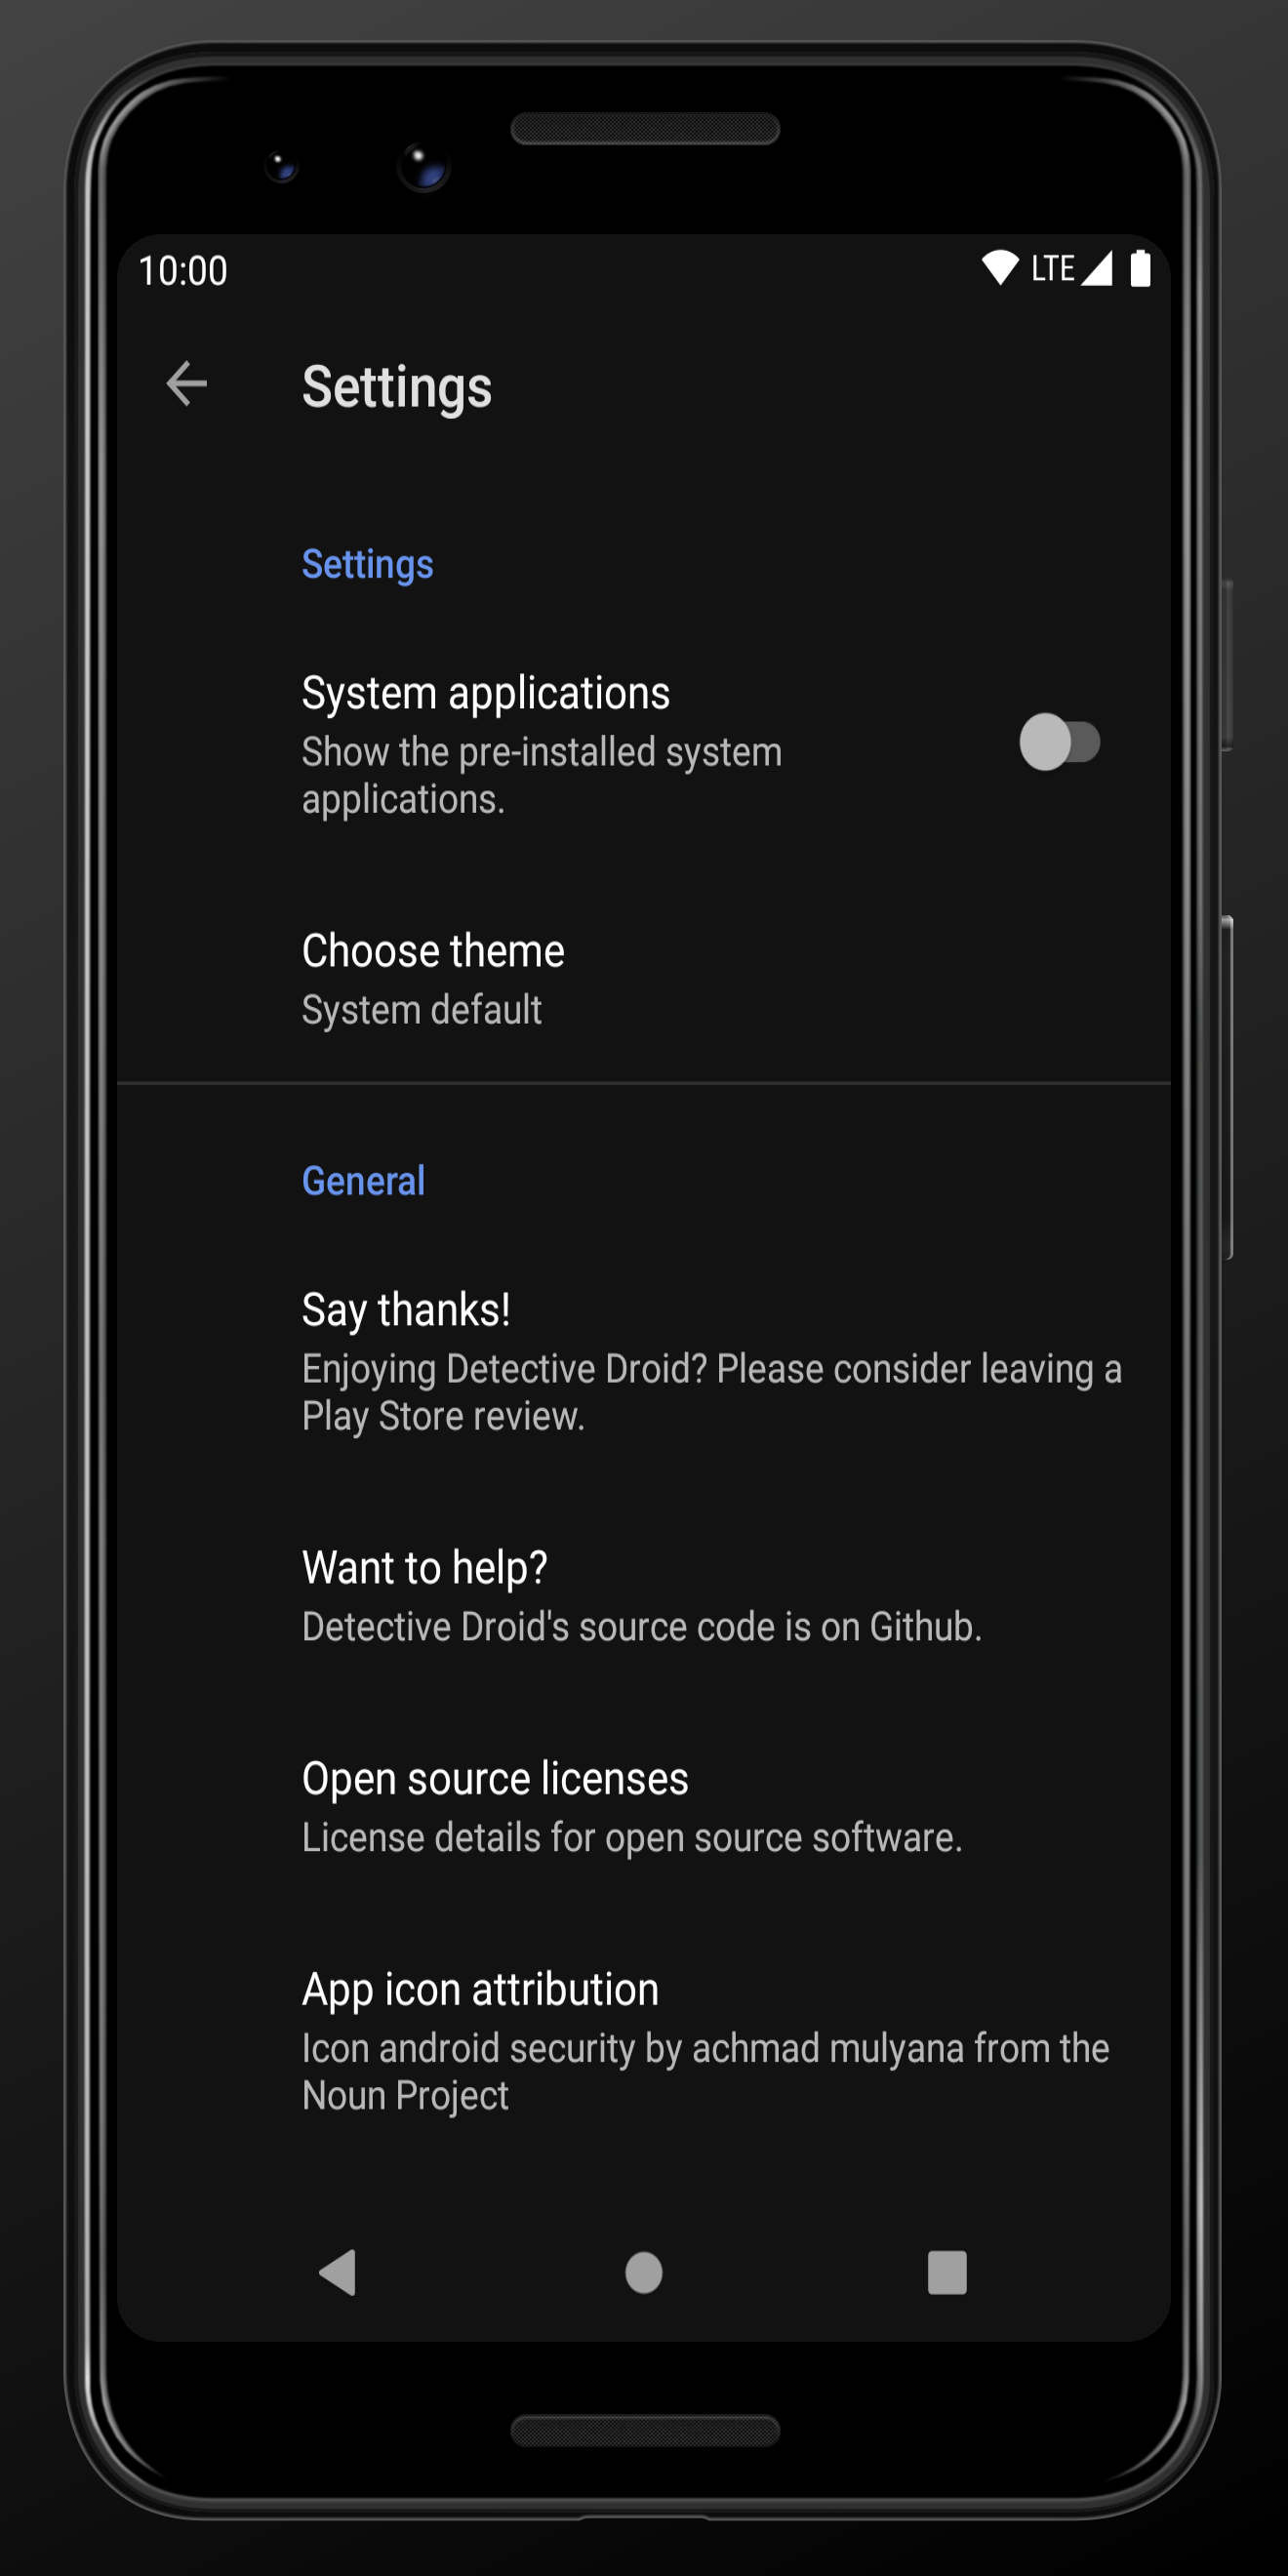 10:00
LTE
Settings
Settings
System applications
Show the pre-installed system
applications.
Choose theme
System default
General
Say thanks!
Enjoying Detective Droid? Please consider leaving a
Play Store review.
Want to help?
Detective Droid's source code is on Github.
Open source licenses
License details for open source software.
App icon attribution
Icon android security by achmad mulyana from the
Noun Project